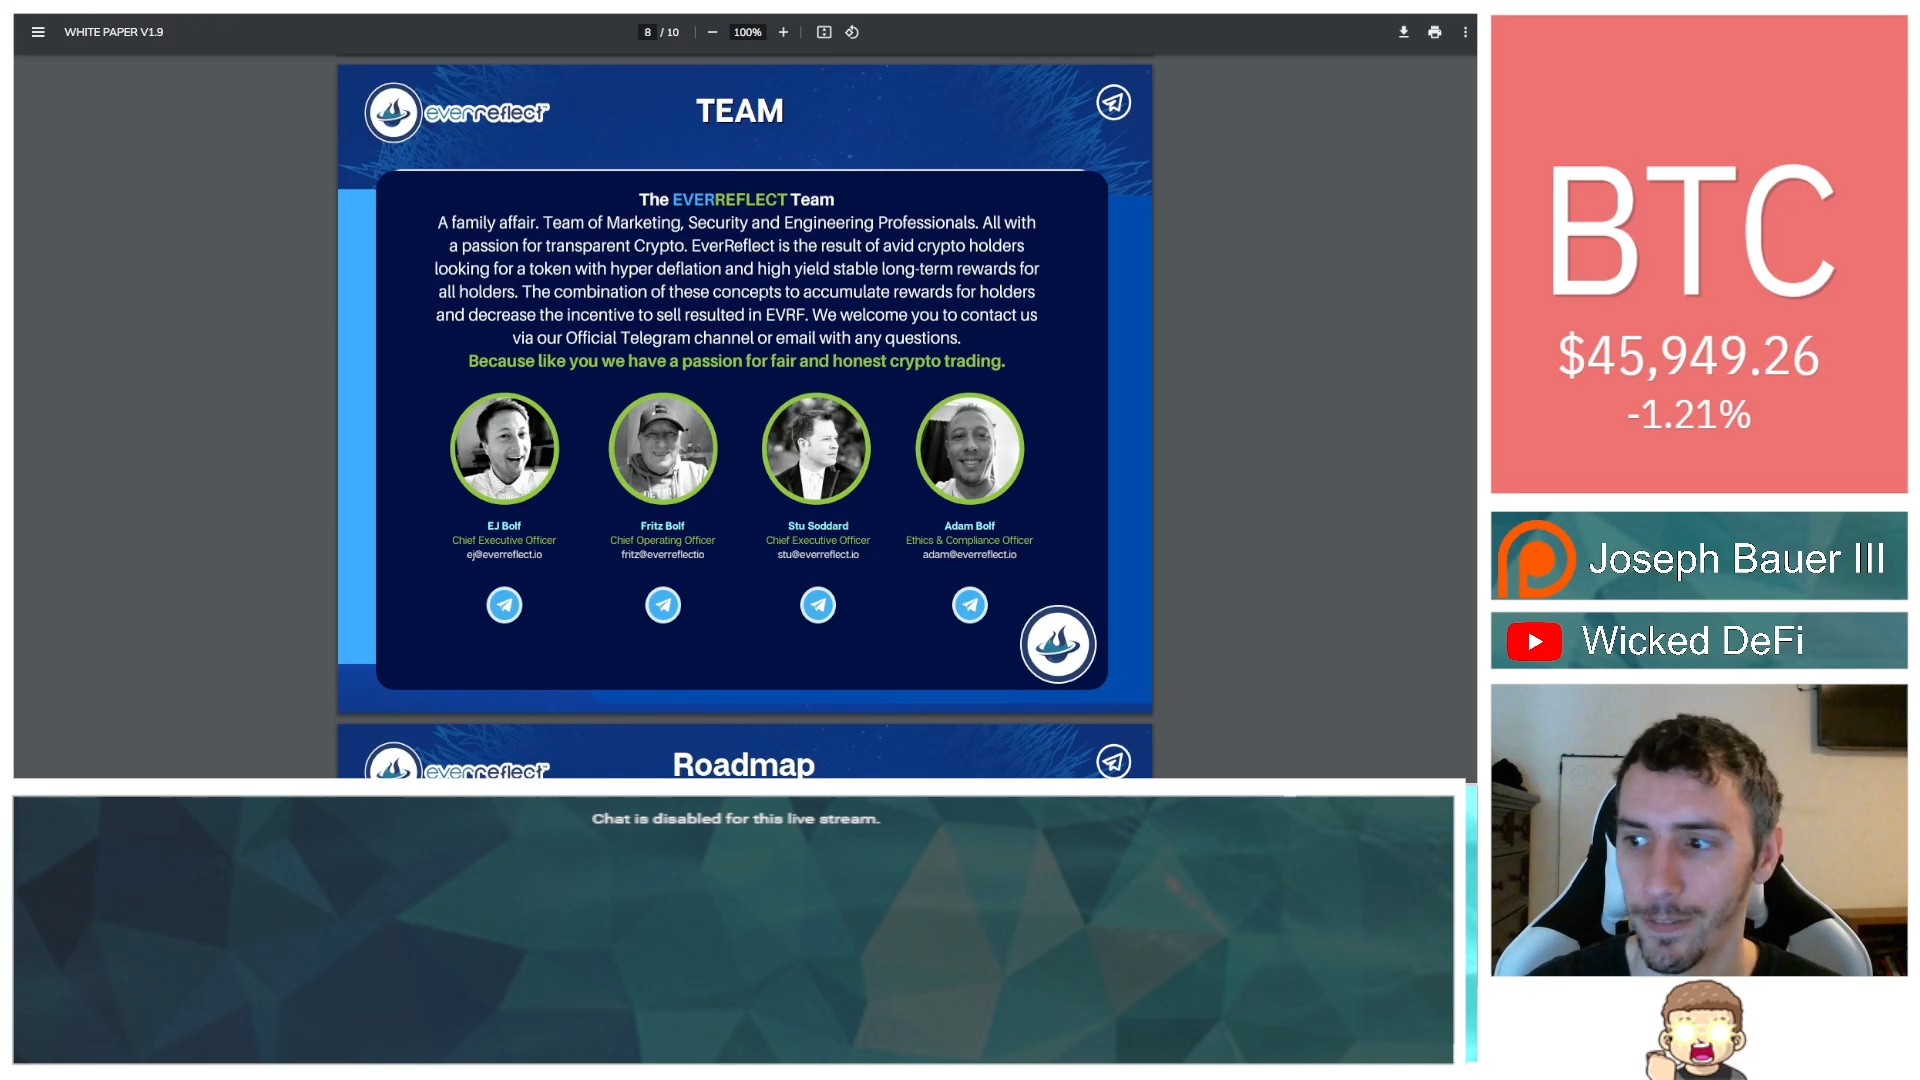 WHITE PAPER V1.9
8 / 10
100%
everreflect
TEAM
The EVERREFLECT Team
A family affair. Team of Marketing, Security and Engineering Professionals. All with
a passion for transparent Crypto. EverReflect is the result of avid crypto holders
looking for a token with hyper deflation and high yield stable long-term rewards for
all holders. The combination of these concepts to accumulate rewards for holders
and decrease the incentive to sell resulted in EVRF. We welcome you to contact us
via our Official Telegram channel or email with any questions.
Because like you we have a passion for fair and honest crypto trading.
EJ Bolf
Chief Executive Officer
ej@everreflect.io
Fritz Bolf
Chief Operating Officer
fritz@everreflectio
Stu Soddard
Chief Executive Officer
stu@everreflect.io
Adam Bolf
Ethics & Compliance Officer
adam@everreflect.io
everreflect
Roadmap
Chat is disabled for this live stream.
BTC
$45,949.26
-1.21%
Joseph Bauer III
Wicked DeFi